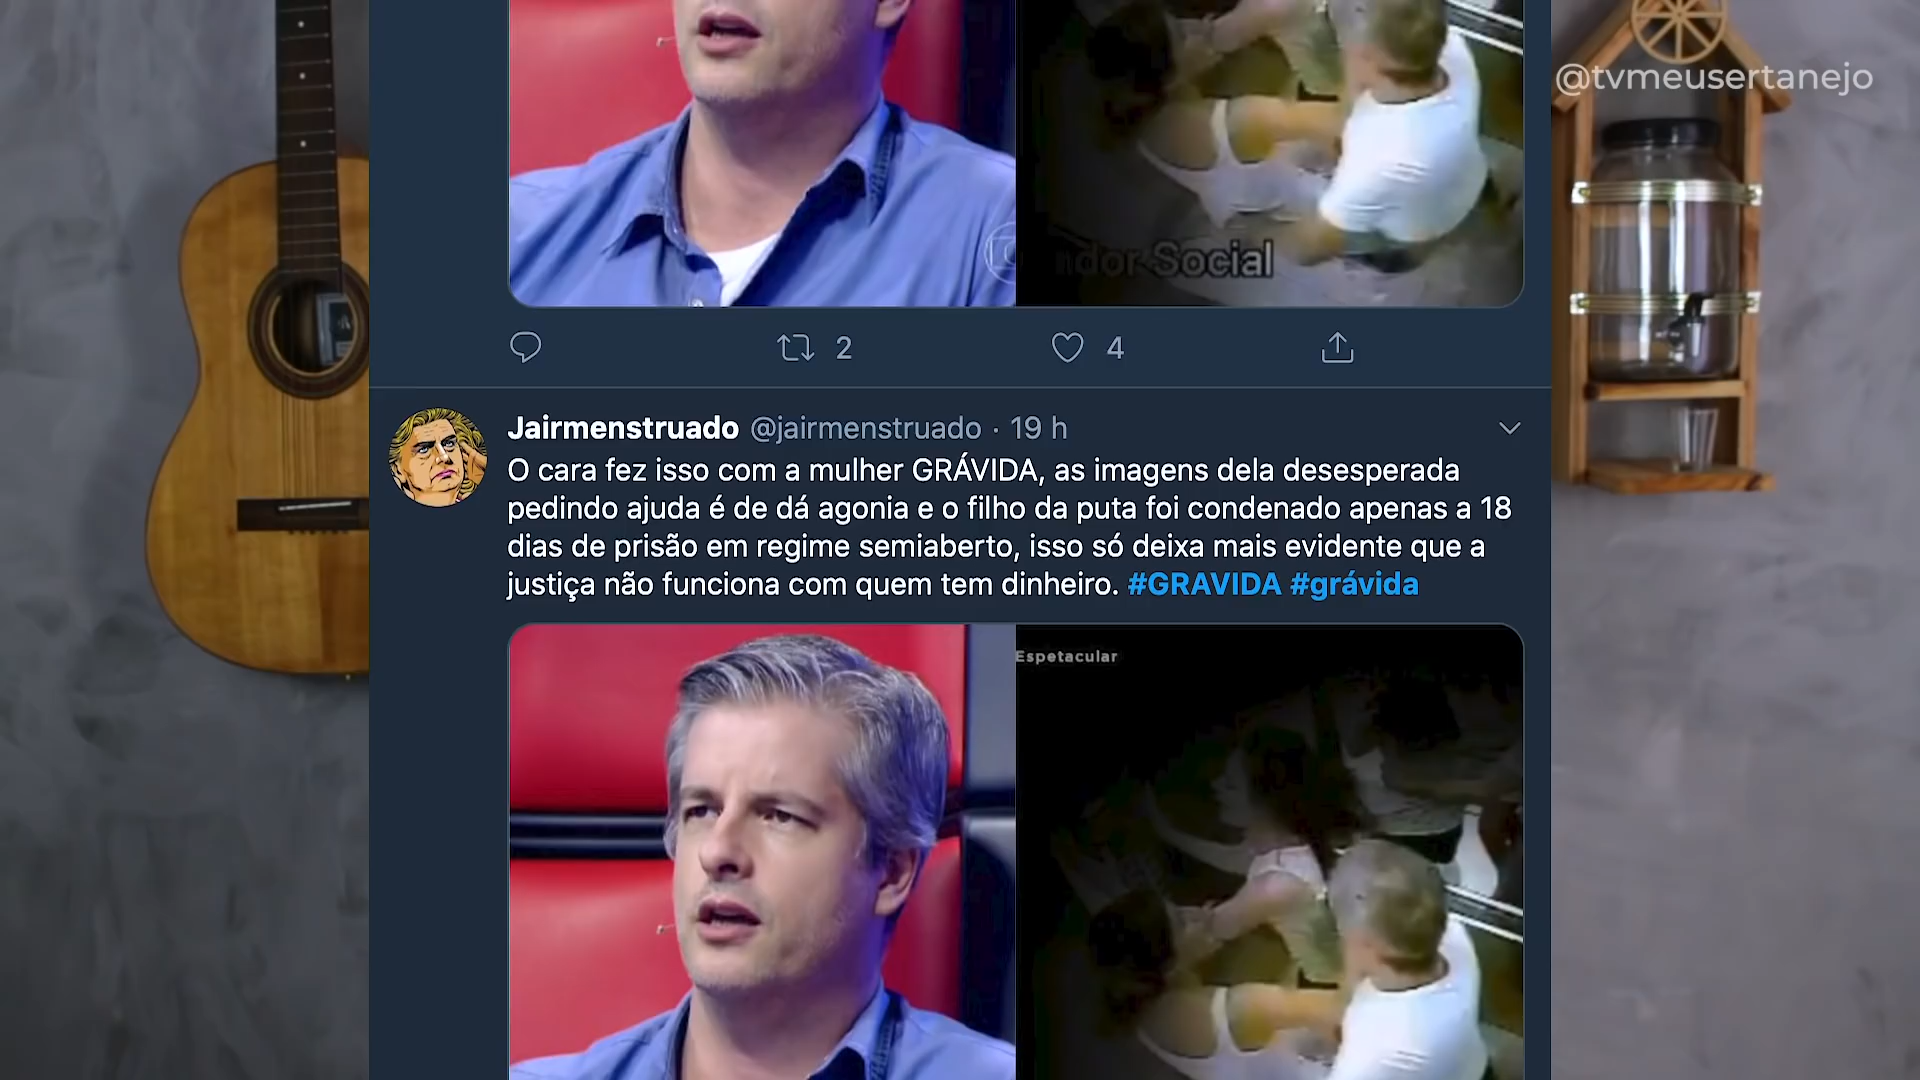 @tvmeusertanejo
dor Social
2
4
Jairmenstruado @jairmenstruado · 19 h
O cara fez isso com a mulher GRÁVIDA, as imagens dela desesperada
pedindo ajuda é de dá agonia e o filho da puta foi condenado apenas a 18
dias de prisão em regime semiaberto, isso só deixa mais evidente que a
justiça não funciona com quem tem dinheiro. #GRAVIDA #grávida
Espetacular